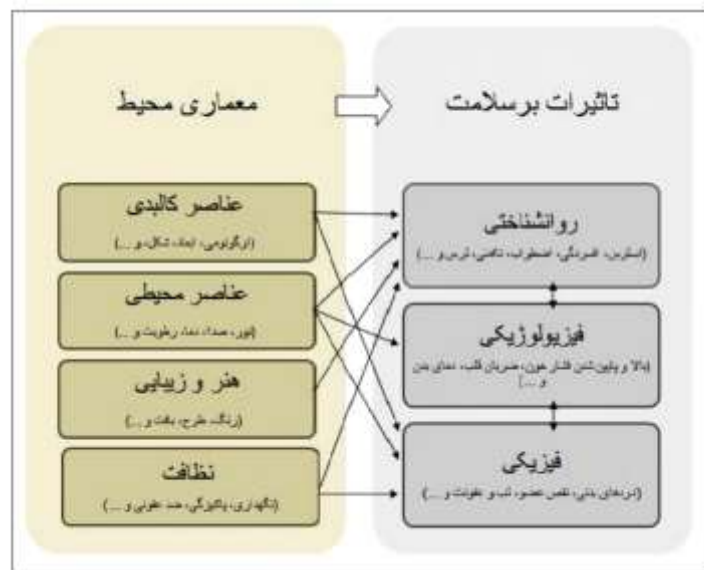 معماری محیط
تاثیرات برسلامت
عناصر کالبدی
(ارگونومی، ابعاد، شکل، و ...)
عناصر محیطی
(نور، صدا، دما، رطوبت و ...)
هنر و زیبایی
(رنگ، طرح، بافت و ...)
نظافت
(نگهداری، پاکیزگی، ضد عفونی و ...)
روانشناختی
(استرس، افسردگی، اضطراب، ترس و ...)
فیزیولوژیکی
(بالا و پایین شدن فشار خون، ضربان قلب، دمای بدن
و ...)
فیزیکی
(دردهای بدنی، نقص عضو، تب و عفونت و ...)